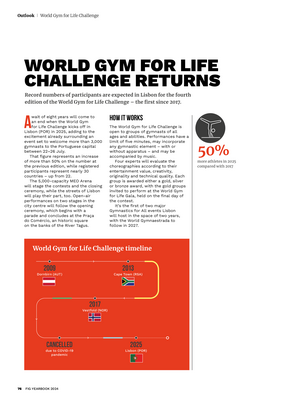 Outlook | World Gym for Life Challenge
WORLD GYM FOR LIFE
CHALLENGE RETURNS
Record numbers of participants are expected in Lisbon for the fourth
edition of the World Gym for Life Challenge – the first since 2017.
A wait of eight years will come to
an end when the World Gym
for Life Challenge kicks off in
Lisbon (POR) in 2025, adding to the
excitement already surrounding an
event set to welcome more than 3,000
gymnasts to the Portuguese capital
between 23–26 July.
That figure represents an increase
of more than 50% on the number at
the previous edition, while registered
participants represent nearly 30
countries – up from 22.
The 5,000-capacity MEO Arena
will stage the contests and the closing
ceremony, while the streets of Lisbon
will play their part, too. Open-air
performances on two stages in the
city centre will follow the opening
ceremony, which begins with a
parade and concludes at the Praça
do Comércio, an historic square
on the banks of the River Tagus.
HOW IT WORKS
The World Gym for Life Challenge is
open to groups of gymnasts of all
ages and abilities. Performances have a
limit of five minutes, may incorporate
any gymnastic element – with or
without apparatus – and may be
accompanied by music.
Four experts will evaluate the
choreographies according to their
entertainment value, creativity,
originality and technical quality. Each
group is awarded either a gold, silver
or bronze award, with the gold groups
invited to perform at the World Gym
for Life Gala, held on the final day of
the contest.
It's the first of two major
Gymnastics for All events Lisbon
will host in the space of two years,
with the World Gymnaestrada to
follow in 2027.
50%
more athletes in 2025
compared with 2017
World Gym for Life Challenge timeline
2009
Dornbirn (AUT)
2013
Cape Town (RSA)
2017
Vestfold (NOR)
CANCELLED
due to COVID-19
pandemic
2025
Lisbon (POR)
FIG YEARBOOK 2024